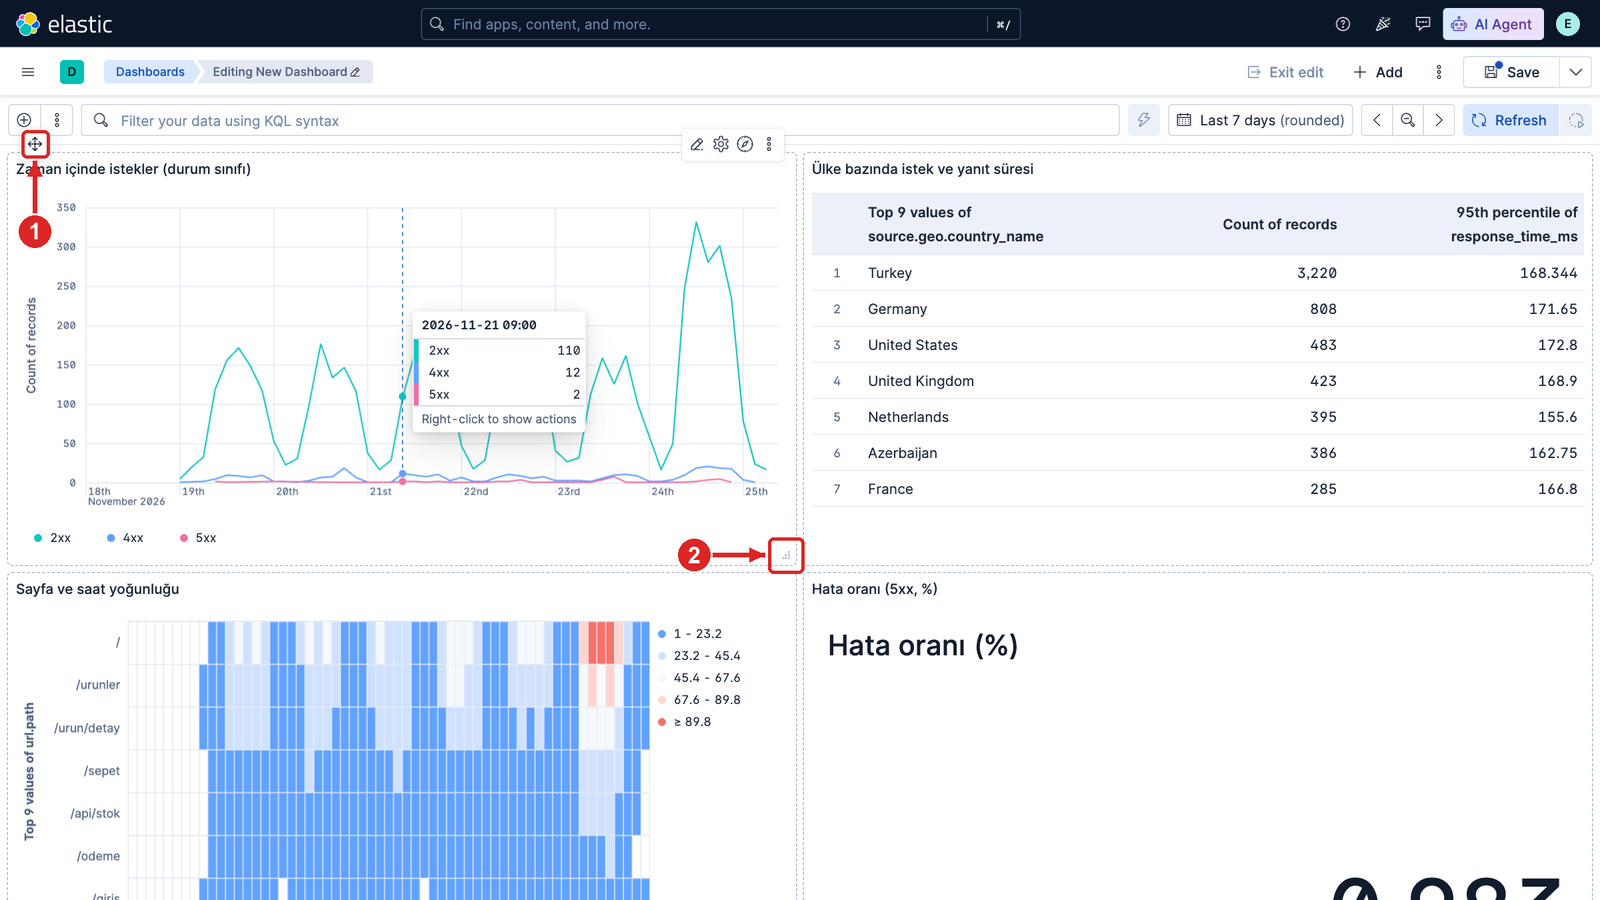 elastic
Find apps, content, and more.
⌘/
AI Agent
E
D
Dashboards
Editing New Dashboard
Exit edit
Add
Save
Filter your data using KQL syntax
Last 7 days (rounded)
Refresh
Zaman içinde istekler (durum sınıfı)
1
Count of records
350
300
250
200
150
100
50
0
18th
November 2026
19th
20th
21st
22nd
23rd
24th
25th
2026-11-21 09:00
2xx 110
4xx 12
5xx 2
Right-click to show actions
2xx
4xx
5xx
2
Ülke bazında istek ve yanıt süresi
Top 9 values of source.geo.country_name
Count of records
95th percentile of response_time_ms
1 Turkey 3,220 168.344
2 Germany 808 171.65
3 United States 483 172.8
4 United Kingdom 423 168.9
5 Netherlands 395 155.6
6 Azerbaijan 386 162.75
7 France 285 166.8
Sayfa ve saat yoğunluğu
Top 9 values of url.path
/
/urunler
/urun/detay
/sepet
/api/stok
/odeme
/giris
1 - 23.2
23.2 - 45.4
45.4 - 67.6
67.6 - 89.8
≥ 89.8
Hata oranı (5xx, %)
Hata oranı (%)